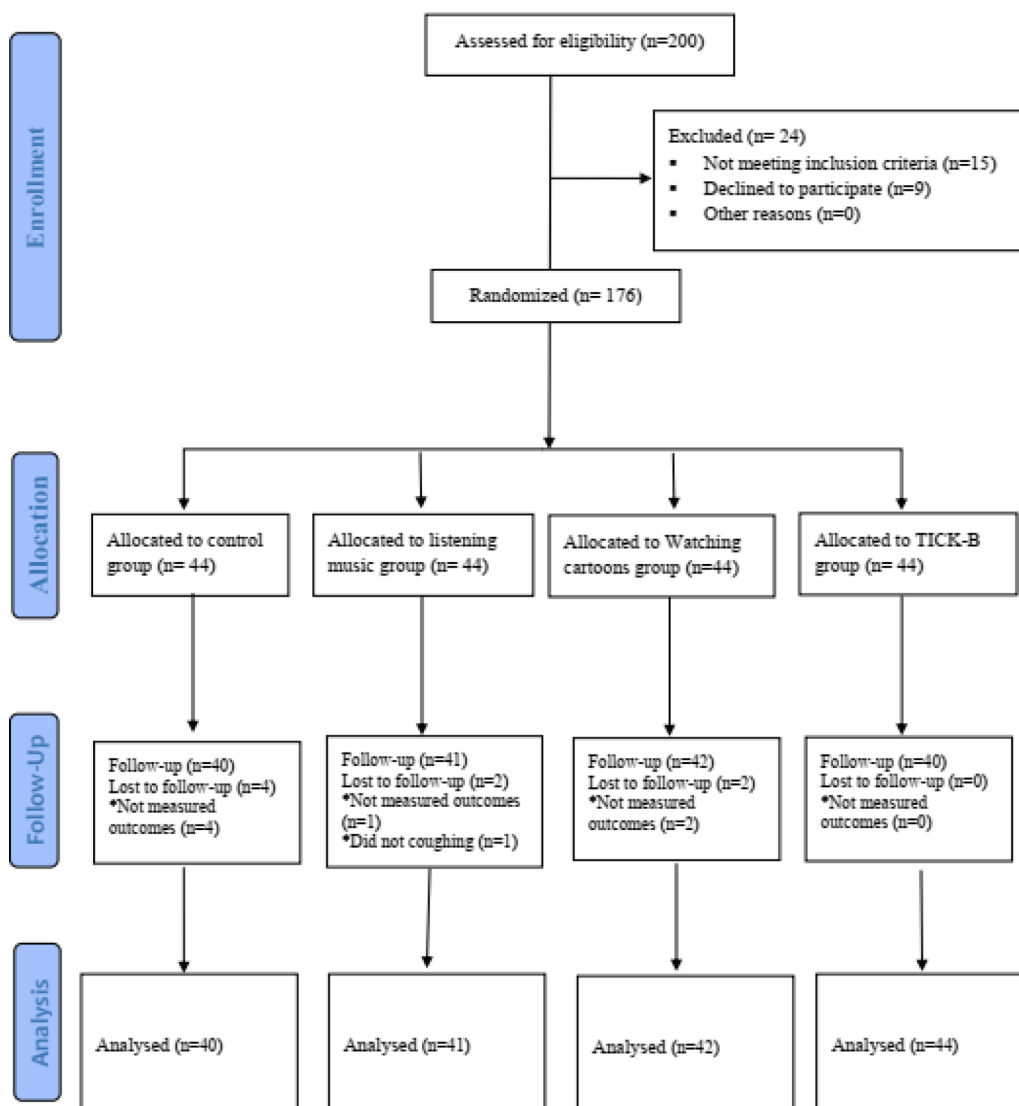 Enrollment
Assessed for eligibility (n=200)
Excluded (n= 24)
▪ Not meeting inclusion criteria (n=15)
▪ Declined to participate (n=9)
▪ Other reasons (n=0)
Randomized (n= 176)
Allocation
Allocated to control
group (n= 44)
Allocated to listening
music group (n= 44)
Allocated to Watching
cartoons group (n=44)
Allocated to TICK-B
group (n= 44)
Follow-Up
Follow-up (n=40)
Lost to follow-up (n=4)
*Not measured
outcomes (n=4)
Follow-up (n=41)
Lost to follow-up (n=2)
*Not measured outcomes
(n=1)
*Did not coughing (n=1)
Follow-up (n=42)
Lost to follow-up (n=2)
*Not measured
outcomes (n=2)
Follow-up (n=40)
Lost to follow-up (n=0)
*Not measured
outcomes (n=0)
Analysis
Analysed (n=40)
Analysed (n=41)
Analysed (n=42)
Analysed (n=44)